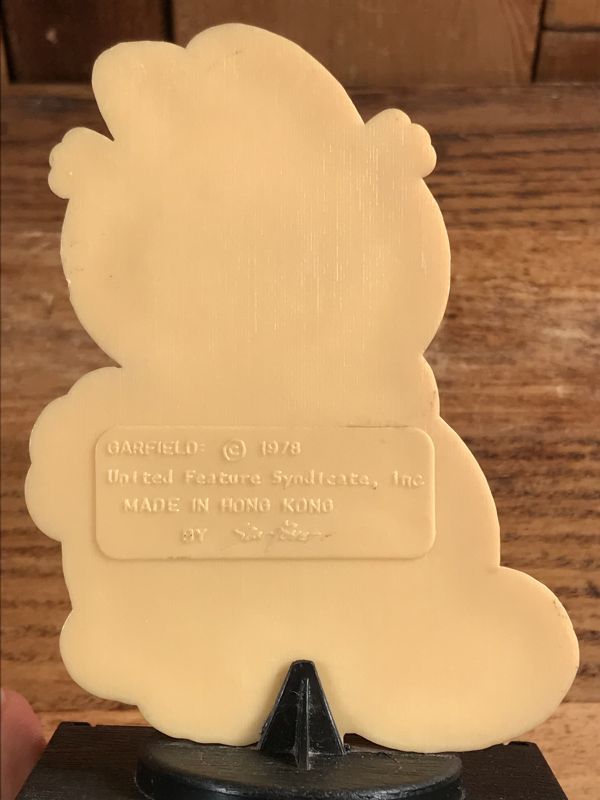 GARFIELD: © 1978
United Feature Syndicate, Inc
MADE IN HONG KONG
BY